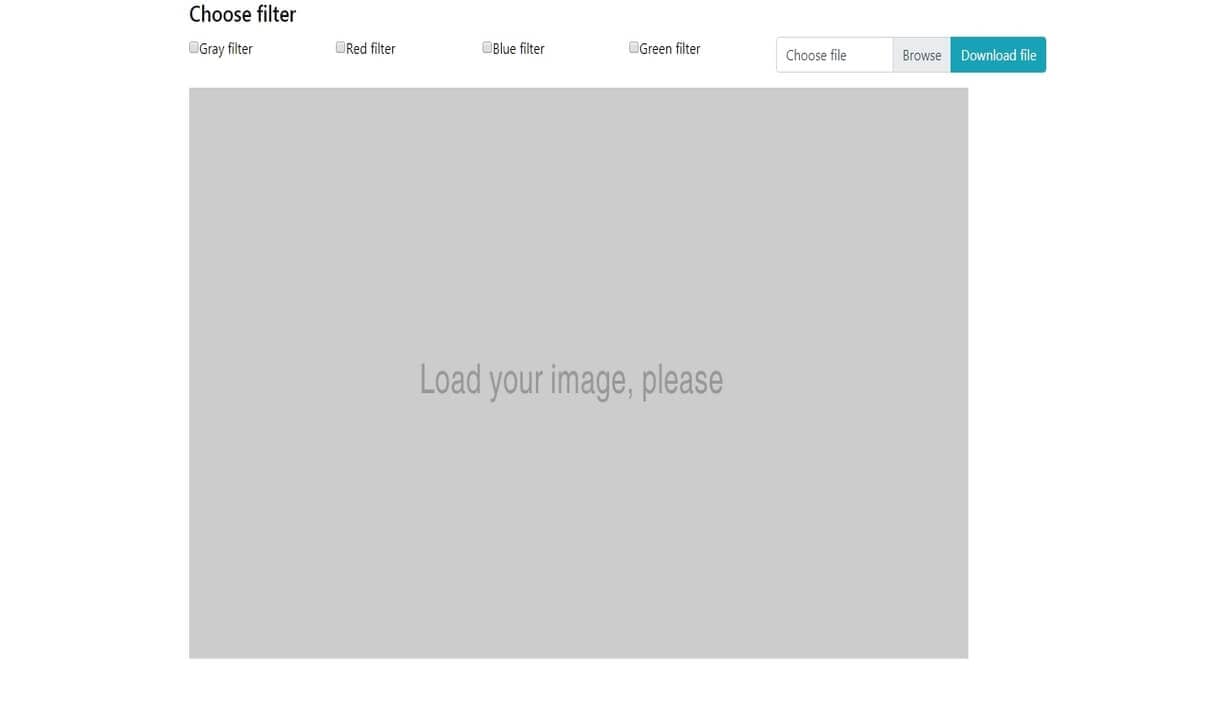 Choose filter
Gray filter
Red filter
Blue filter
Green filter
Choose file
Browse
Download file
Load your image, please